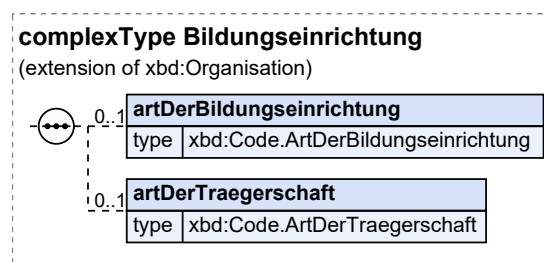 complexType Bildungseinrichtung
(extension of xbd:Organisation)
0..1 artDerBildungseinrichtung
type xbd:Code.ArtDerBildungseinrichtung
0..1 artDerTraegerschaft
type xbd:Code.ArtDerTraegerschaft